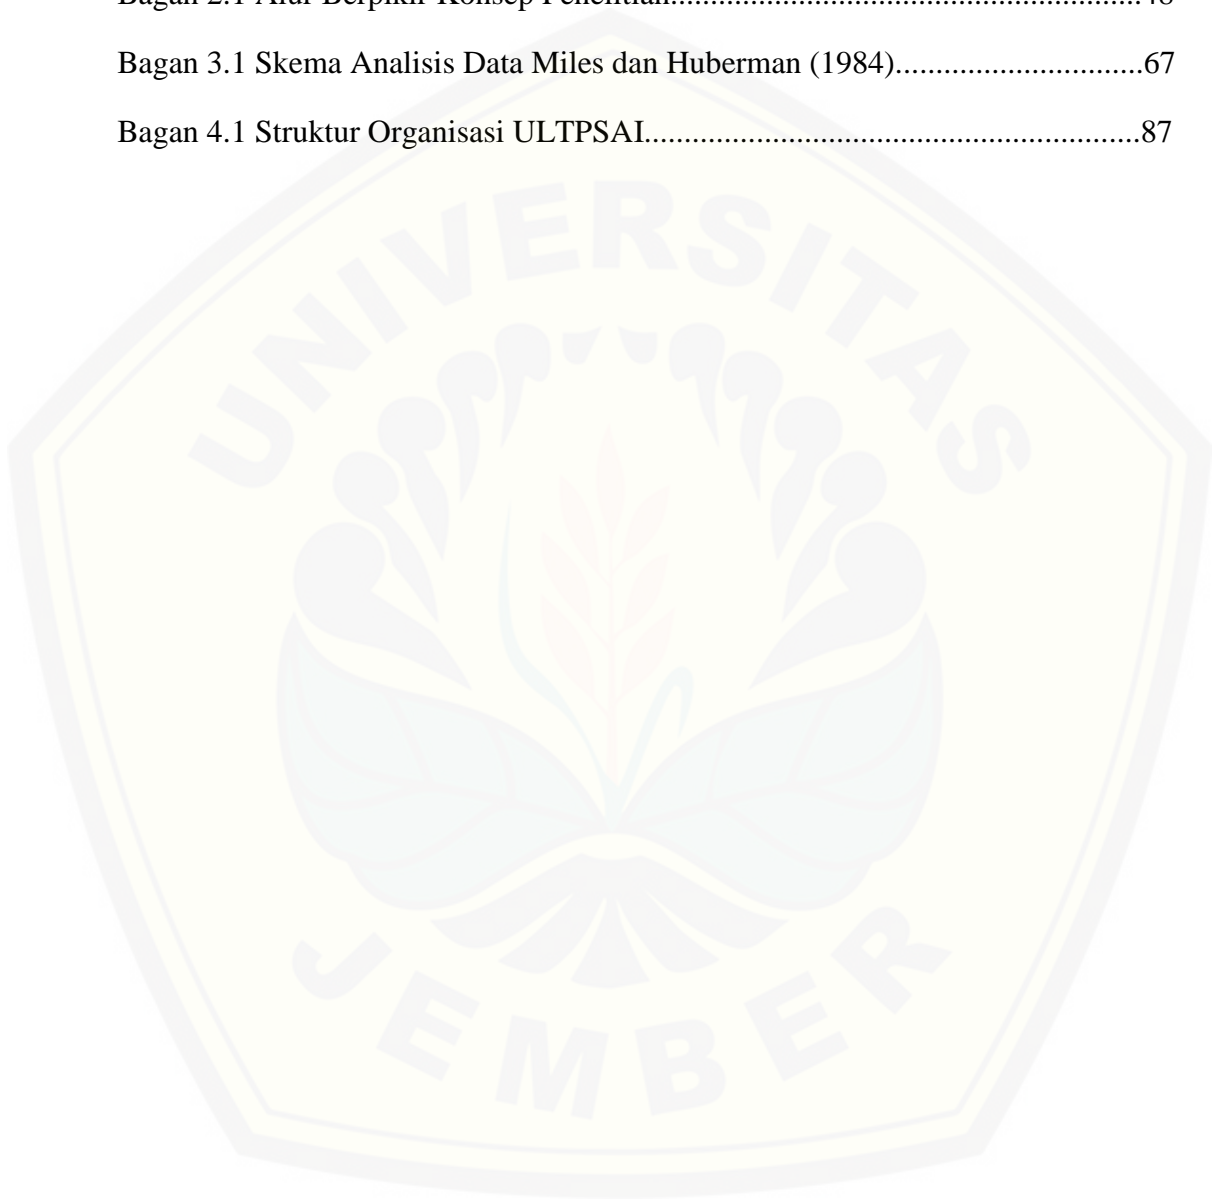 Bagan 2.1 Alur Berpikir Konsep Penelitian............................................................48
Bagan 3.1 Skema Analisis Data Miles dan Huberman (1984)...............................67
Bagan 4.1 Struktur Organisasi ULTPSAI..............................................................87
UNIVERSITAS
JEMBER